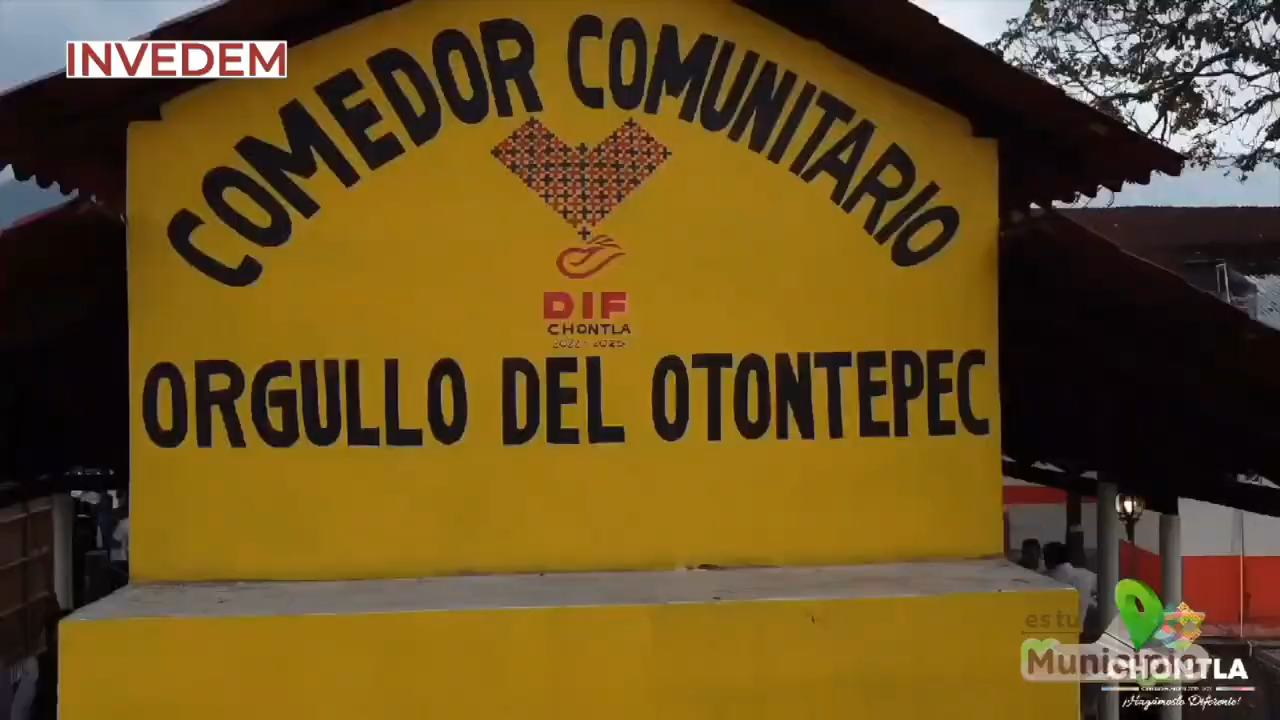 INVEDEM
COMEDOR COMUNITARIO
DIF
CHONTLA
2022 - 2025
ORGULLO DEL OTONTEPEC
es tu
Municipio
CHONTLA
¡Hagámoslo Diferente!